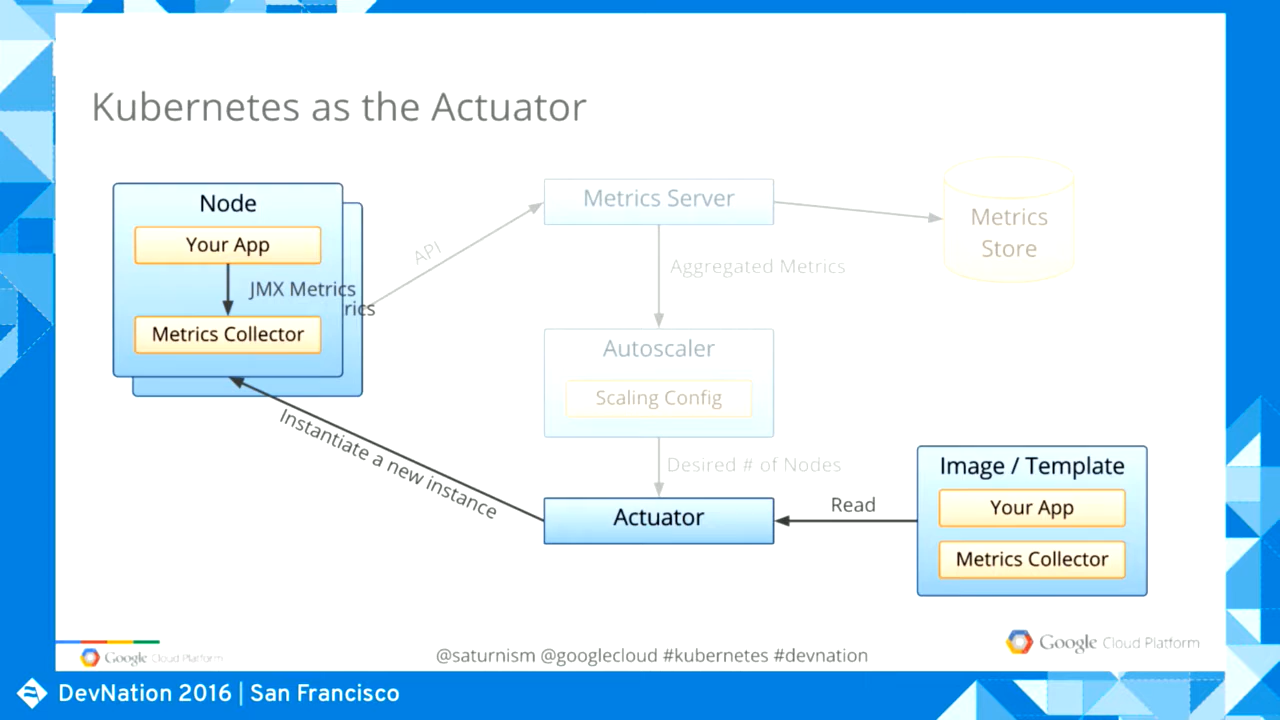 Kubernetes as the Actuator
Node
Your App
JMX Metrics
rics
Metrics Collector
API
Metrics Server
Metrics
Store
Aggregated Metrics
Autoscaler
Scaling Config
Desired # of Nodes
Instantiate a new instance
Actuator
Read
Image / Template
Your App
Metrics Collector
Google Cloud Platform
@saturnism @googlecloud #kubernetes #devnation
Google Cloud Platform
DevNation 2016 | San Francisco